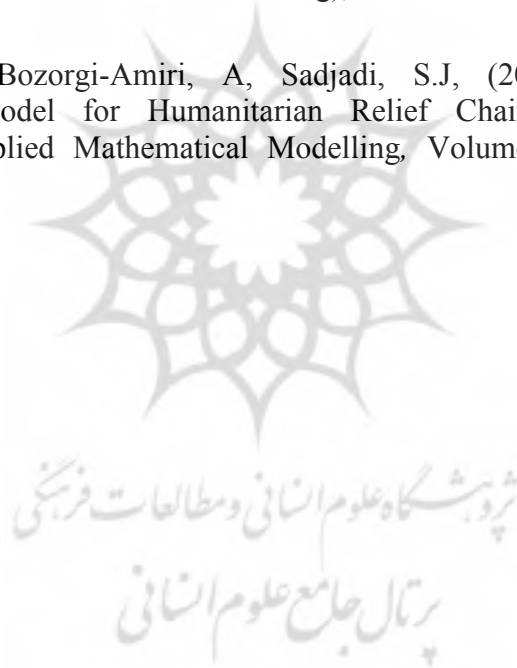 Bozorgi-Amiri, A, Sadjadi, S.J, (20
odel for Humanitarian Relief Chai
plied Mathematical Modelling, Volum
پژوهشگاه علوم انسانی و مطالعات فرهنگی
پرتال جامع علوم انسانی